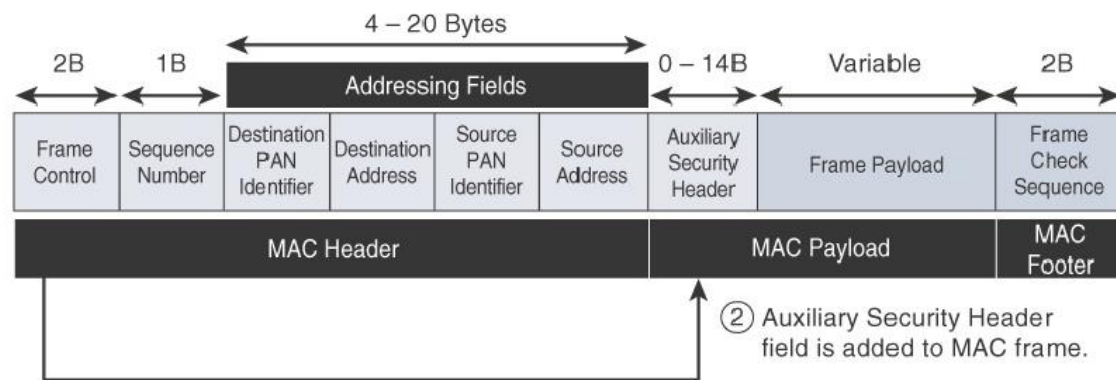 4 – 20 Bytes
2B
1B
Addressing Fields
0 – 14B
Variable
2B
Frame
Control
Sequence
Number
Destination
PAN
Identifier
Destination
Address
Source
PAN
Identifier
Source
Address
Auxiliary
Security
Header
Frame Payload
Frame
Check
Sequence
MAC Header
MAC Payload
MAC
Footer
② Auxiliary Security Header
field is added to MAC frame.